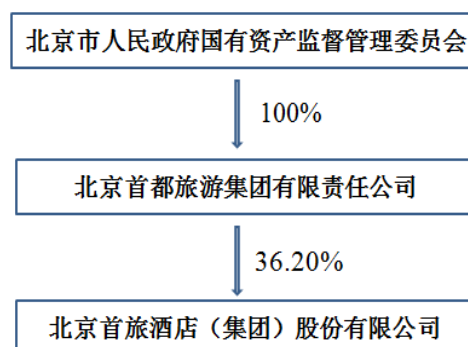 北京市人民政府国有资产监督管理委员会
100%
北京首都旅游集团有限责任公司
36.20%
北京首旅酒店（集团）股份有限公司